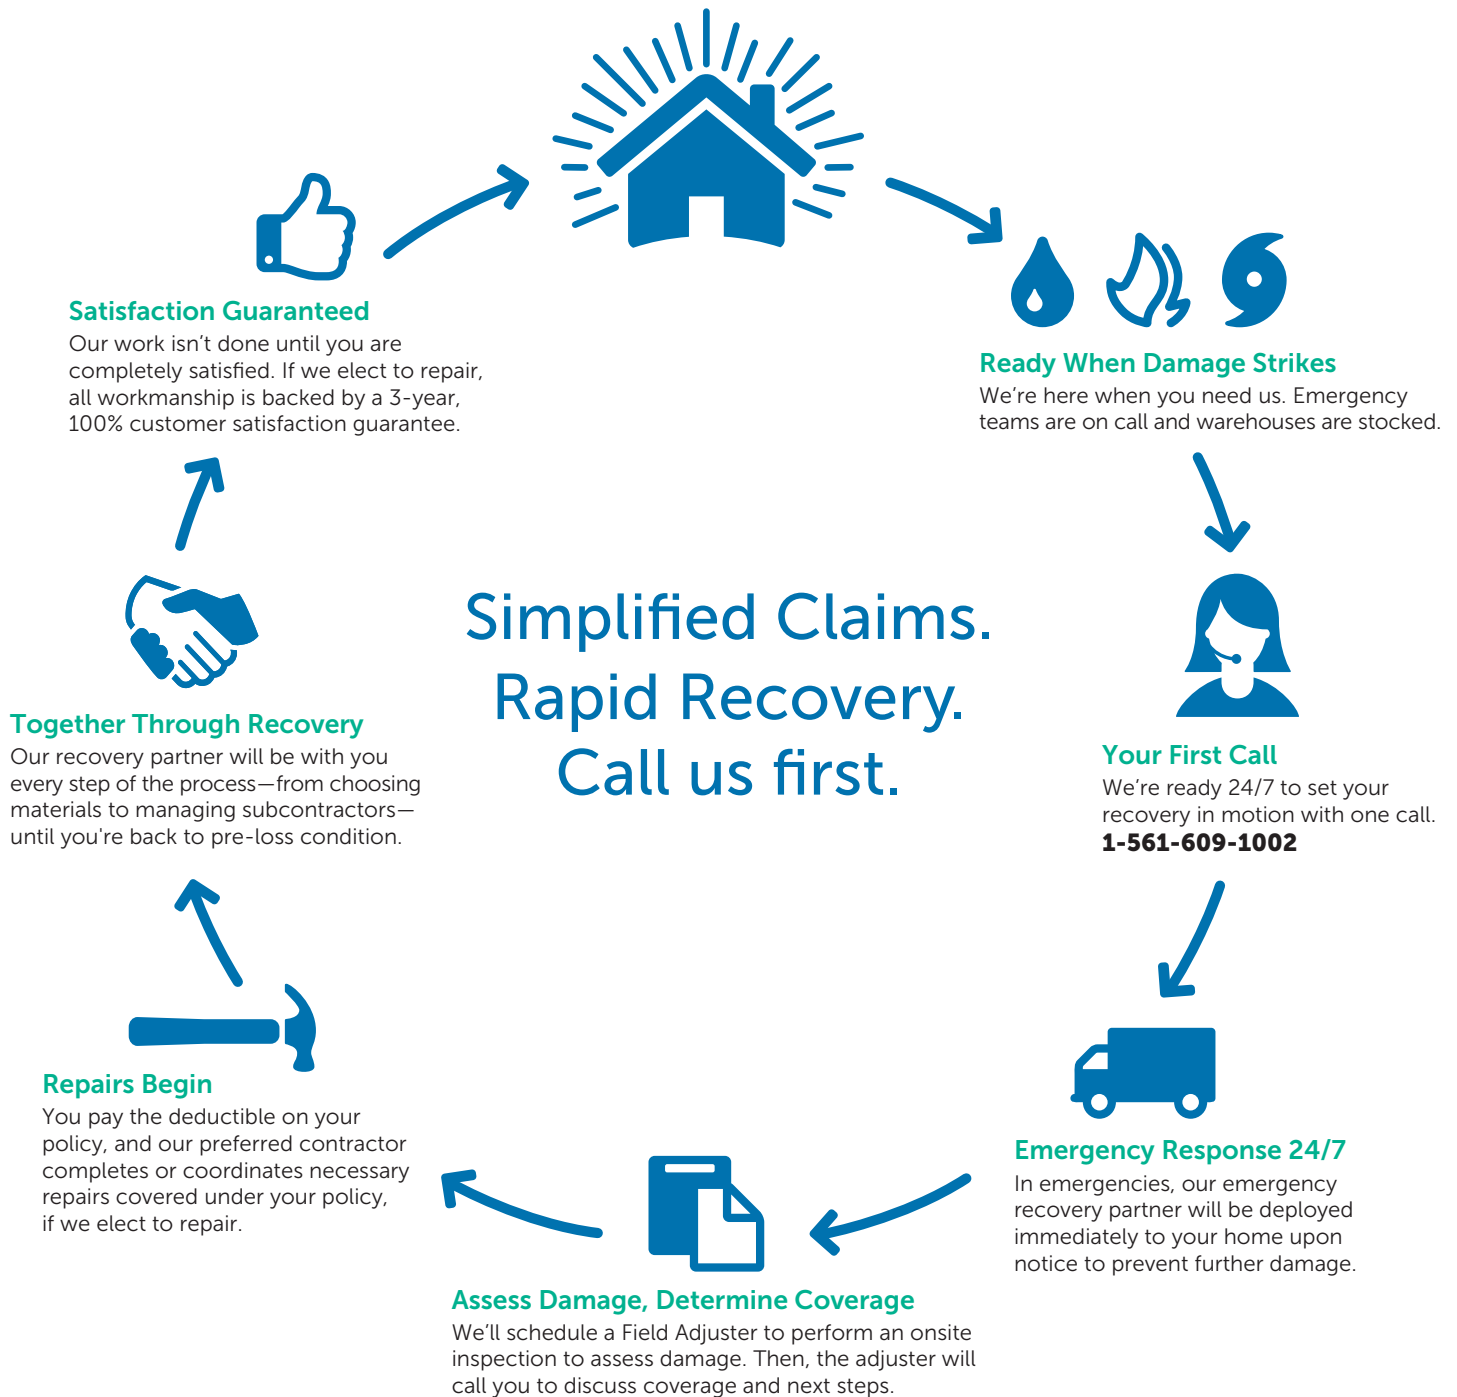 Satisfaction Guaranteed
Our work isn’t done until you are
completely satisfied. If we elect to repair,
all workmanship is backed by a 3-year,
100% customer satisfaction guarantee.
Ready When Damage Strikes
We’re here when you need us. Emergency
teams are on call and warehouses are stocked.
Simplified Claims.
Rapid Recovery.
Call us first.
Together Through Recovery
Our recovery partner will be with you
every step of the process—from choosing
materials to managing subcontractors—
until you're back to pre-loss condition.
Your First Call
We’re ready 24/7 to set your
recovery in motion with one call.
1-561-609-1002
Repairs Begin
You pay the deductible on your
policy, and our preferred contractor
completes or coordinates necessary
repairs covered under your policy,
if we elect to repair.
Emergency Response 24/7
In emergencies, our emergency
recovery partner will be deployed
immediately to your home upon
notice to prevent further damage.
Assess Damage, Determine Coverage
We’ll schedule a Field Adjuster to perform an onsite
inspection to assess damage. Then, the adjuster will
call you to discuss coverage and next steps.